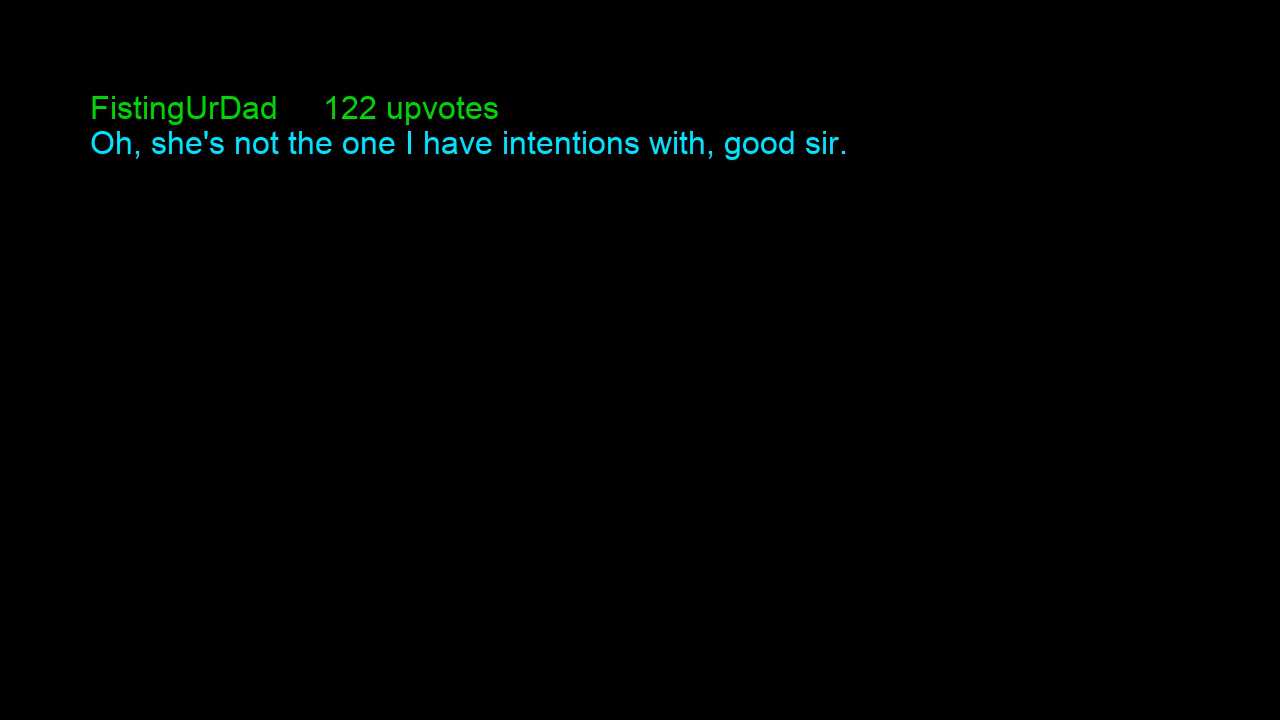 FistingUrDad 122 upvotes
Oh, she's not the one I have intentions with, good sir.